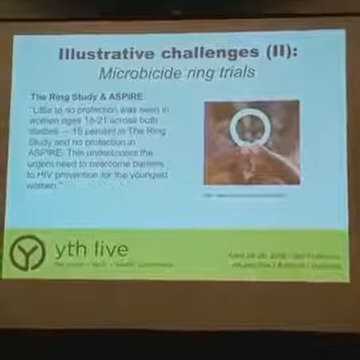 Illustrative challenges (II):
Microbicide ring trials
The Ring Study & ASPIRE:
"Little to no protection was seen in
women ages 18-21 across both
studies — 15 percent in The Ring
Study and no protection in
ASPIRE. This underscores the
urgent need to overcome barriers
to HIV prevention for the youngest
women."
yth live